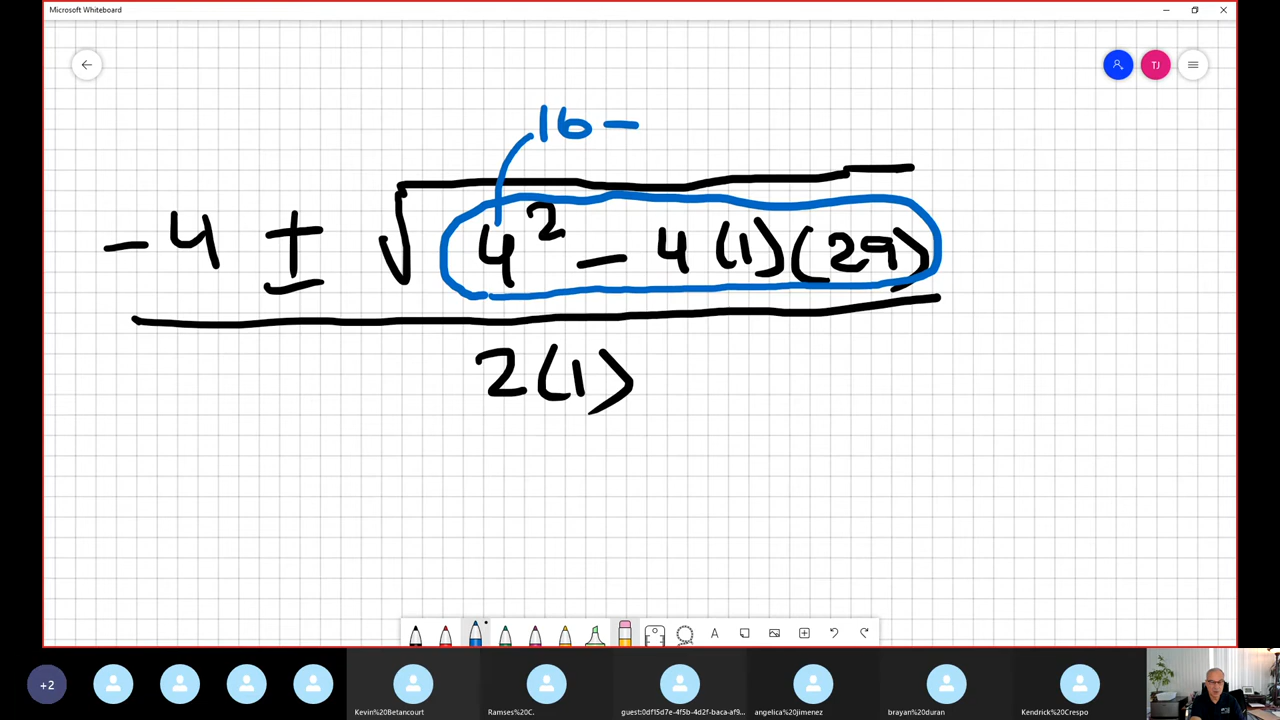 Microsoft Whiteboard
TJ
16 –
-4 ± √ 4² – 4(1)(29)
2(1)
A
+2
Kevin%20Betancourt
Ramses%20C.
guest:0df15d7e-4f5b-4d2f-baca-af9...
angelica%20jimenez
brayan%20duran
Kendrick%20Crespo